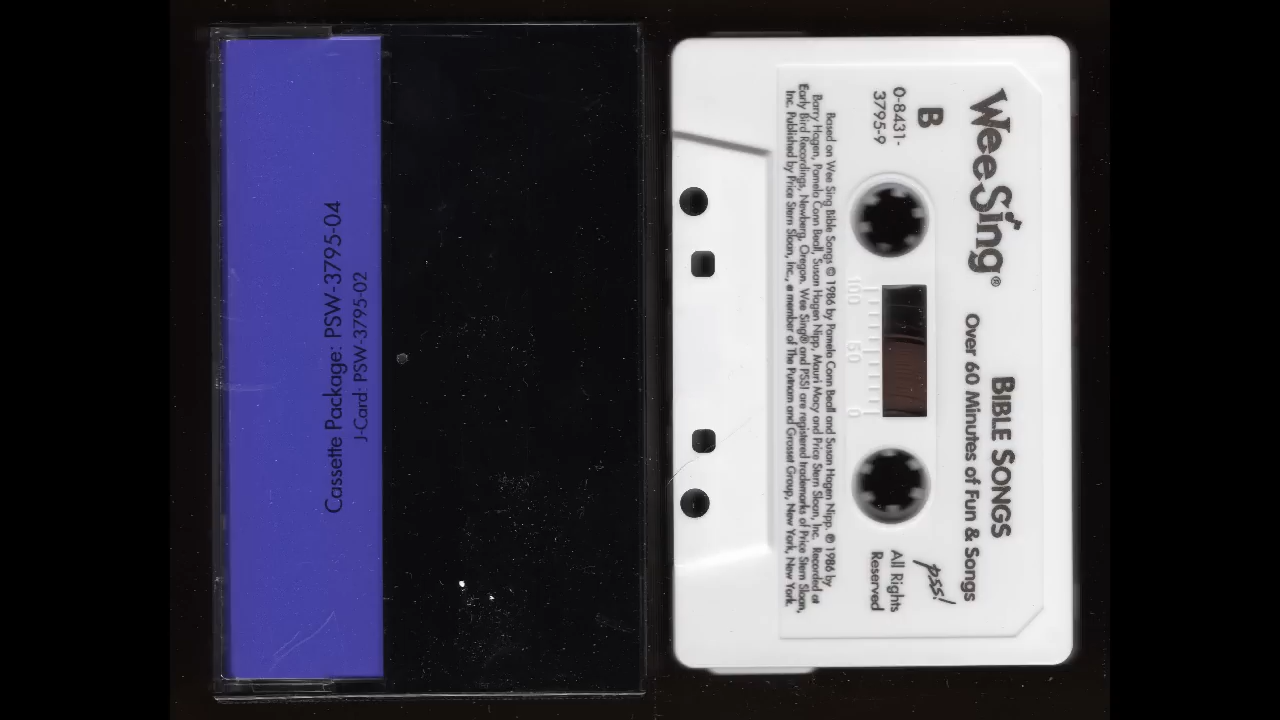 Cassette Package: PSW-3795-04
J-Card: PSW-3795-02
Wee Sing®
BIBLE SONGS
Over 60 Minutes of Fun & Songs
B
0-8431-
3795-9
pss!
All Rights
Reserved
100 50 0
Based on Wee Sing Bible Songs © 1986 by Pamela Conn Beall and Susan Hagen Nipp. ℗ 1986 by
Barry Hagen, Pamela Conn Beall, Susan Hagen Nipp, Mauri Macy and Price Stern Sloan, Inc. Recorded at
Early Bird Recordings, Newberg, Oregon. Wee Sing® and PSS! are registered trademarks of Price Stern Sloan,
Inc. Published by Price Stern Sloan, Inc., a member of The Putnam and Grosset Group, New York, New York.